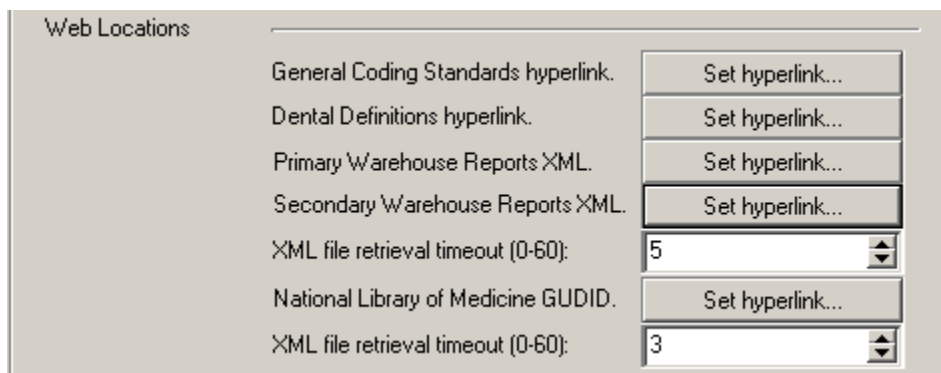 Web Locations
General Coding Standards hyperlink. Set hyperlink...
Dental Definitions hyperlink. Set hyperlink...
Primary Warehouse Reports XML. Set hyperlink...
Secondary Warehouse Reports XML. Set hyperlink...
XML file retrieval timeout (0-60): 5
National Library of Medicine GUDID. Set hyperlink...
XML file retrieval timeout (0-60): 3